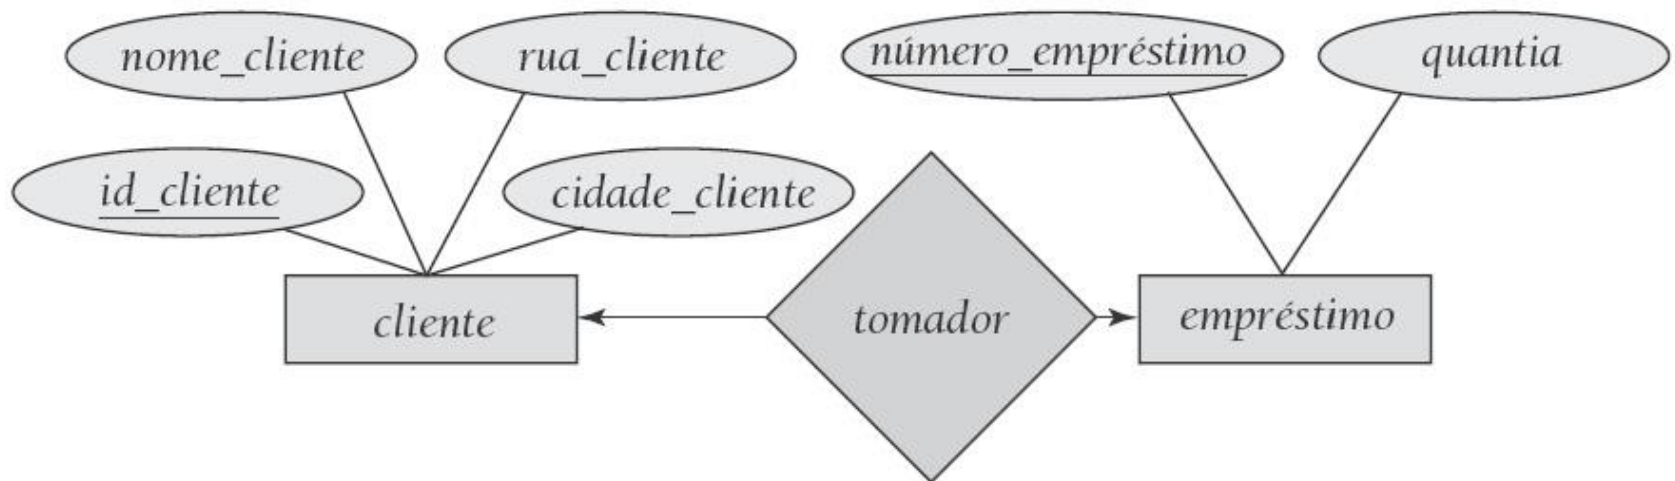 nome_cliente
rua_cliente
número_empréstimo
quantia
id_cliente
cidade_cliente
cliente
tomador
empréstimo